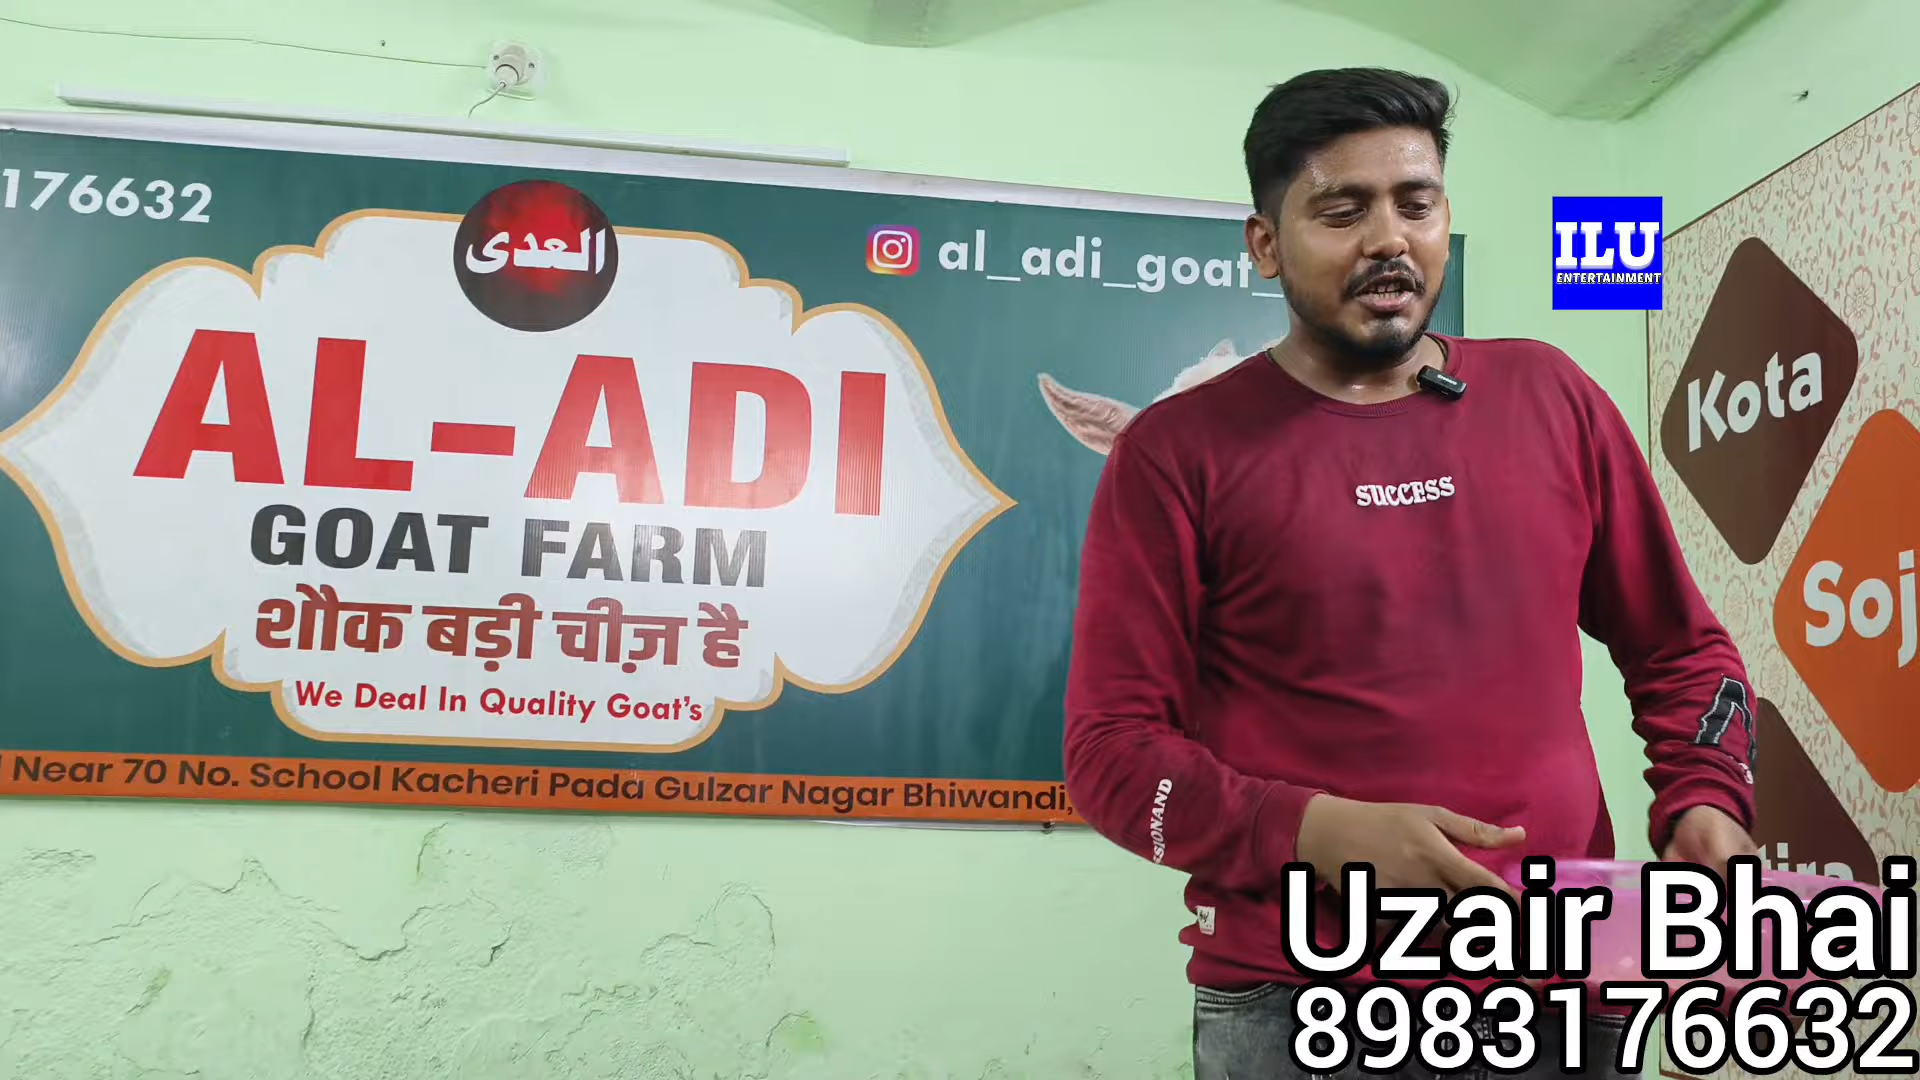 176632
العدی
al_adi_goat_
AL-ADI
GOAT FARM
शौक बड़ी चीज़ है
We Deal In Quality Goat's
Near 70 No. School Kacheri Pada Gulzar Nagar Bhiwandi,
SUCCESS
ILU
ENTERTAINMENT
Kota
Soj
Uzair Bhai
8983176632